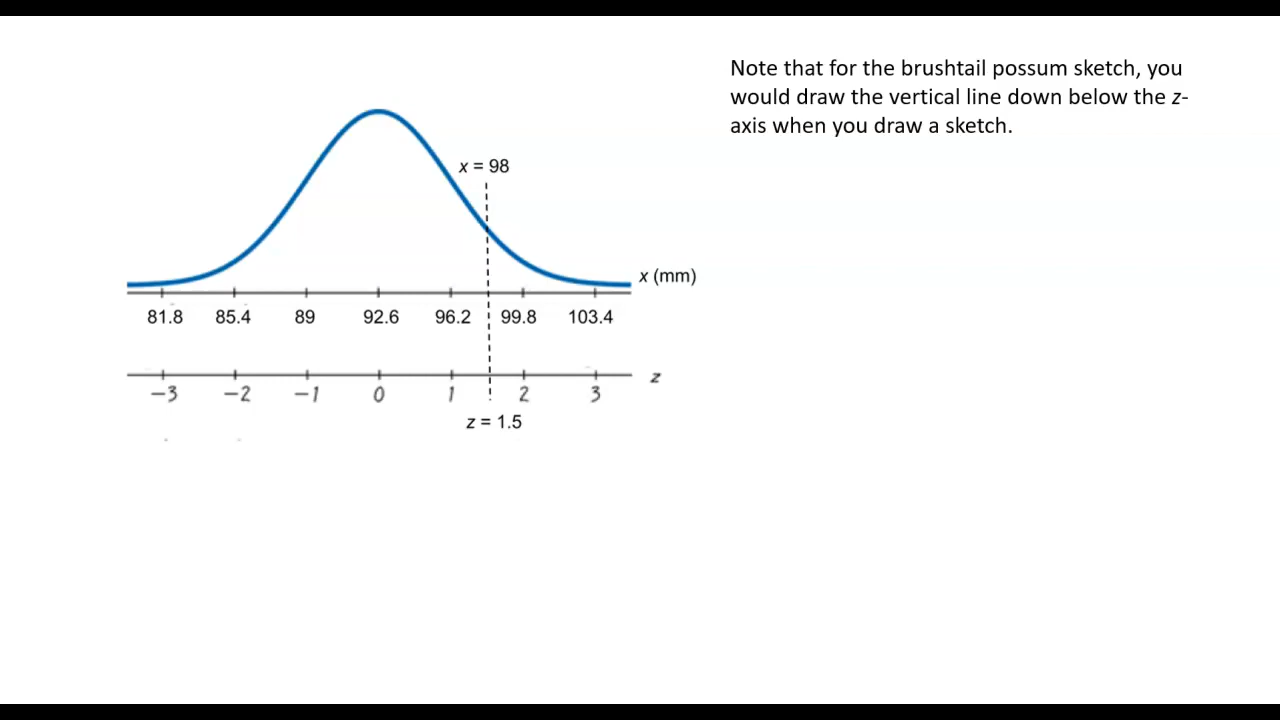 Note that for the brushtail possum sketch, you
would draw the vertical line down below the z-
axis when you draw a sketch.
x = 98
x (mm)
81.8 85.4 89 92.6 96.2 99.8 103.4
z
−3 −2 −1 0 1 2 3
z = 1.5